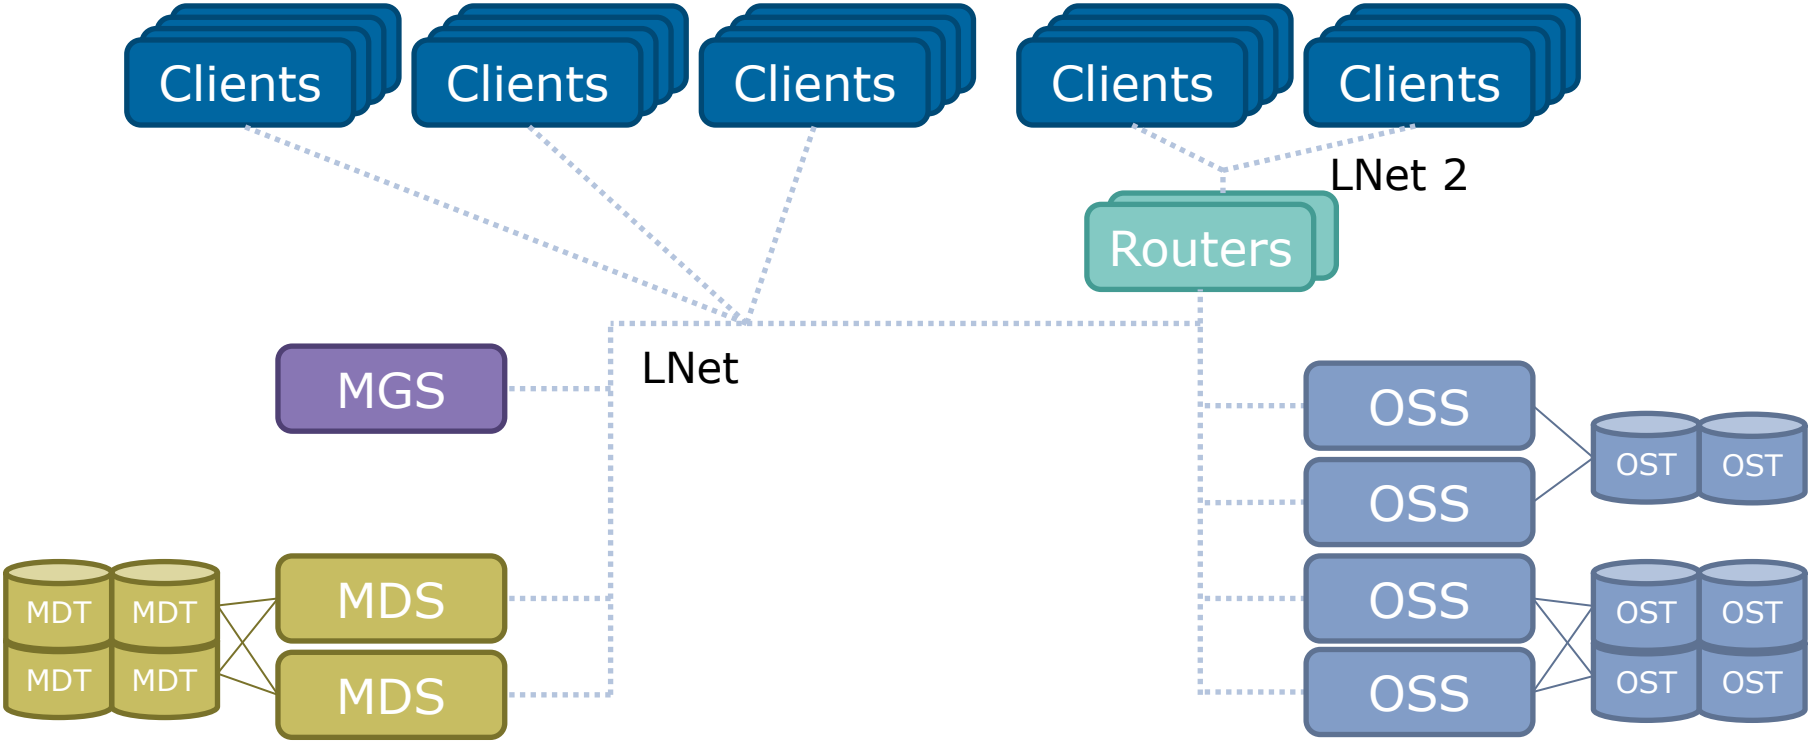 Clients
Clients
Clients
Clients
Clients
LNet 2
Routers
LNet
MGS
OSS
OST
OST
OSS
MDT
MDT
MDS
OSS
OST
OST
MDT
MDT
MDS
OSS
OST
OST